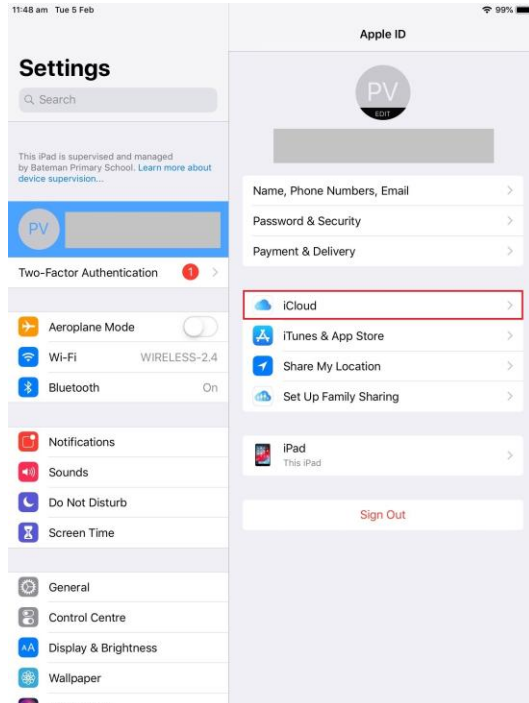 11:48 am Tue 5 Feb
99%
Settings
Search
This iPad is supervised and managed
by Bateman Primary School. Learn more about
device supervision...
PV
Two-Factor Authentication 1
Aeroplane Mode
Wi-Fi WIRELESS-2.4
Bluetooth On
Notifications
Sounds
Do Not Disturb
Screen Time
General
Control Centre
AA Display & Brightness
Wallpaper
Apple ID
PV
EDIT
Name, Phone Numbers, Email
Password & Security
Payment & Delivery
iCloud
iTunes & App Store
Share My Location
Set Up Family Sharing
iPad
This iPad
Sign Out